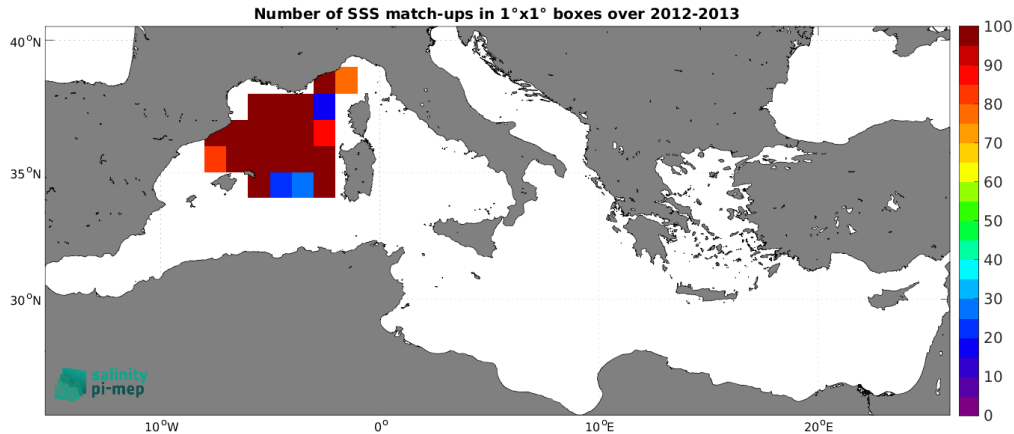 Number of SSS match-ups in 1°x1° boxes over 2012-2013
40°N
35°N
30°N
10°W
0°
10°E
20°E
100
90
80
70
60
50
40
30
20
10
0
salinity
pi-mep